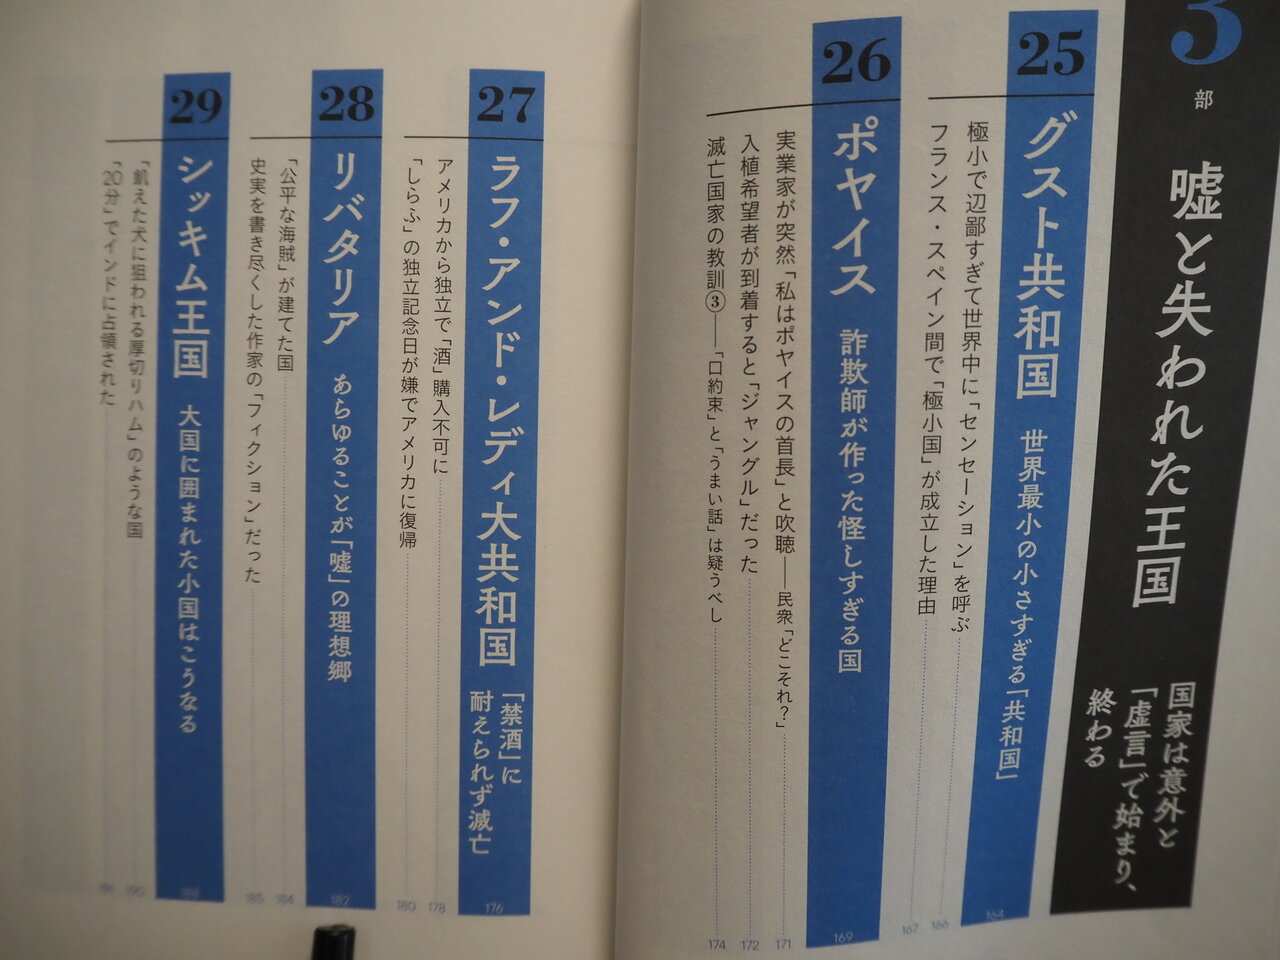 3
部
嘘と失われた王国
国家は意外と
「虚言」で始まり、
終わる
25
グスト共和国 世界最小の小さすぎる「共和国」
164
極小で辺鄙すぎて世界中に「センセーション」を呼ぶ 166
フランス・スペイン間で「極小国」が成立した理由 167
26
ポヤイス 詐欺師が作った怪しすぎる国
169
実業家が突然「私はポヤイスの首長」と吹聴――民衆「どこそれ?」 171
入植希望者が到着すると「ジャングル」だった 172
滅亡国家の教訓③――「口約束」と「うまい話」は疑うべし 174
27
ラフ・アンド・レディ大共和国
「禁酒」に
耐えられず滅亡
176
アメリカから独立で「酒」購入不可に 178
「しらふ」の独立記念日が嫌でアメリカに復帰 180
28
リバタリア あらゆることが「嘘」の理想郷
182
「公平な海賊」が建てた国 184
史実を書き尽くした作家の「フィクション」だった 185
29
シッキム王国 大国に囲まれた小国はこうなる
188
「飢えた犬に狙われる厚切りハム」のような国 190
「20分」でインドに占領された